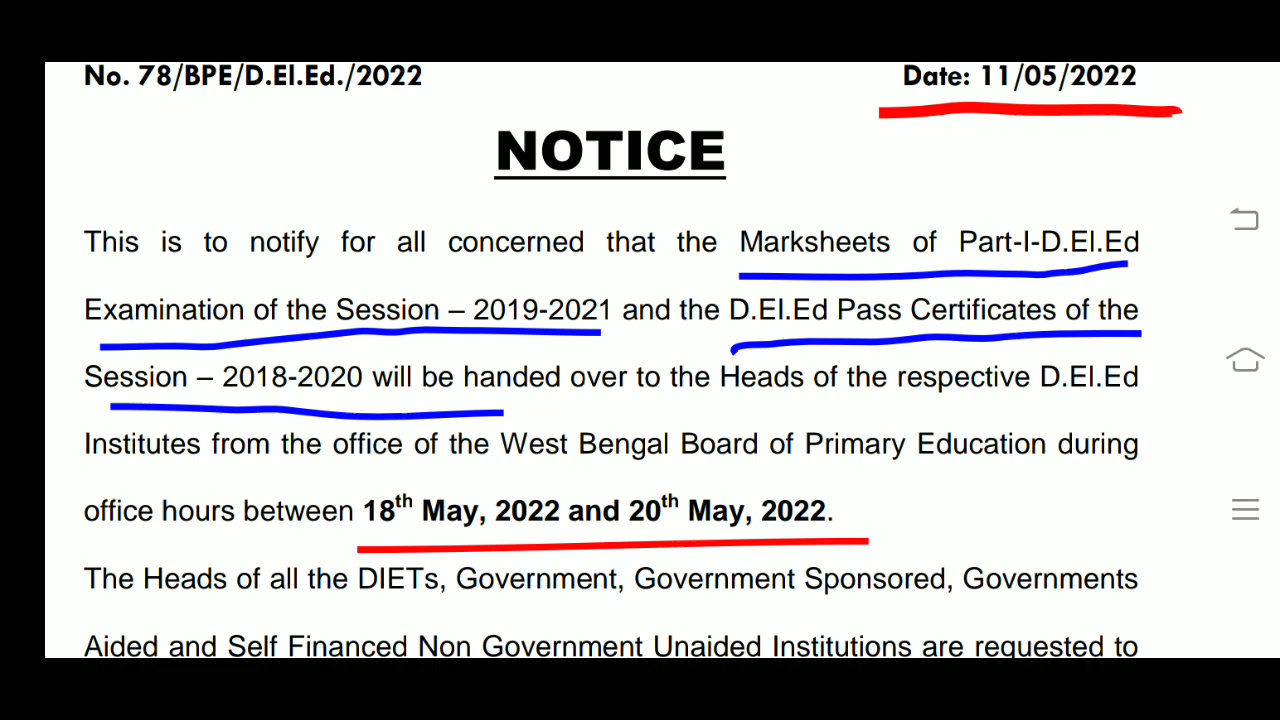 No. 78/BPE/D.El.Ed./2022 Date: 11/05/2022
NOTICE
This is to notify for all concerned that the Marksheets of Part-I-D.El.Ed
Examination of the Session – 2019-2021 and the D.El.Ed Pass Certificates of the
Session – 2018-2020 will be handed over to the Heads of the respective D.El.Ed
Institutes from the office of the West Bengal Board of Primary Education during
office hours between 18th May, 2022 and 20th May, 2022.
The Heads of all the DIETs, Government, Government Sponsored, Governments
Aided and Self Financed Non Government Unaided Institutions are requested to